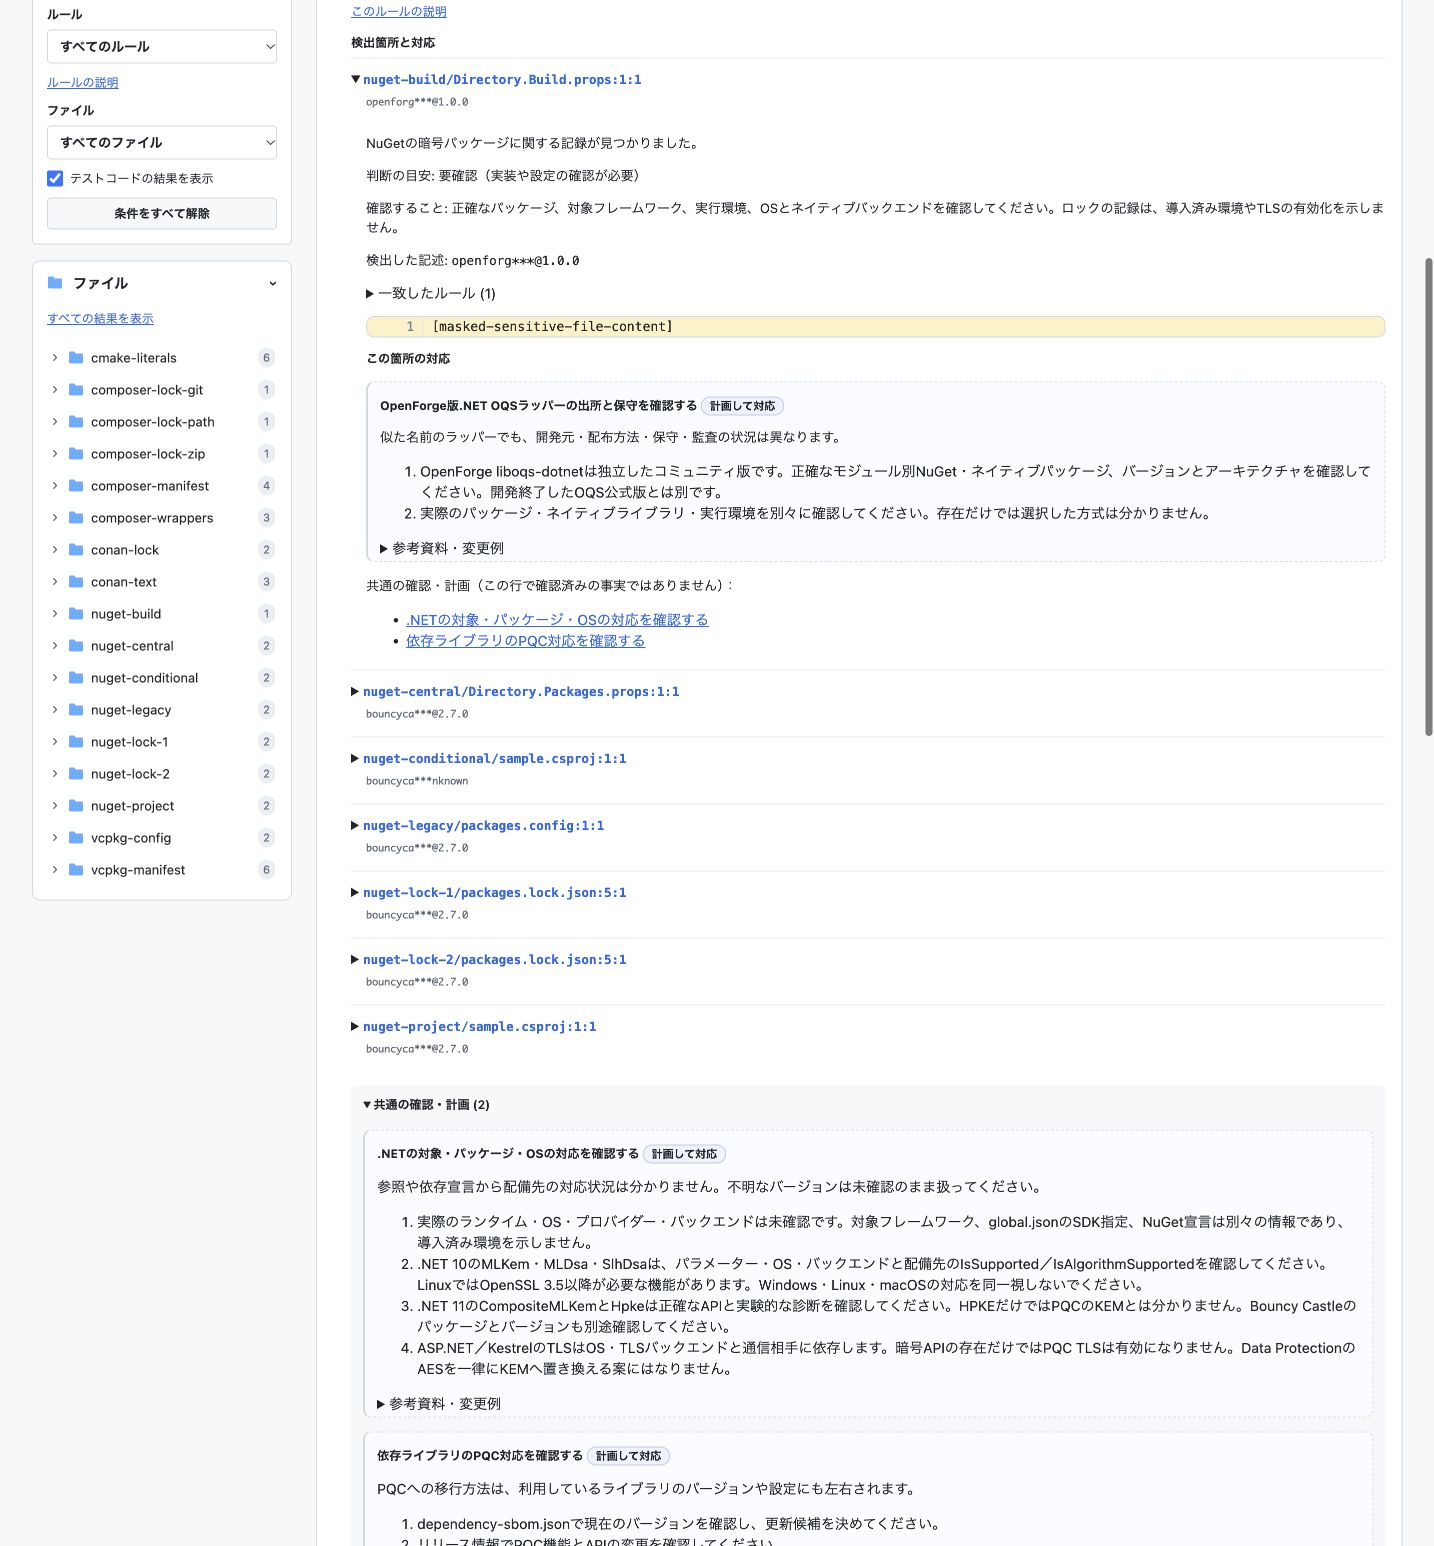 ルール
すべてのルール
ルールの説明
ファイル
すべてのファイル
テストコードの結果を表示
条件をすべて解除
ファイル
すべての結果を表示
cmake-literals 6
composer-lock-git 1
composer-lock-path 1
composer-lock-zip 1
composer-manifest 4
composer-wrappers 3
conan-lock 2
conan-text 3
nuget-build 1
nuget-central 2
nuget-conditional 2
nuget-legacy 2
nuget-lock-1 2
nuget-lock-2 2
nuget-project 2
vcpkg-config 2
vcpkg-manifest 6
このルールの説明
検出箇所と対応
▼ nuget-build/Directory.Build.props:1:1
openforg***@1.0.0
NuGetの暗号パッケージに関する記録が見つかりました。
判断の目安: 要確認（実装や設定の確認が必要）
確認すること: 正確なパッケージ、対象フレームワーク、実行環境、OSとネイティブバックエンドを確認してください。ロックの記録は、導入済み環境やTLSの有効化を示しま
せん。
検出した記述: openforg***@1.0.0
▶ 一致したルール (1)
1 [masked-sensitive-file-content]
この箇所の対応
OpenForge版.NET OQSラッパーの出所と保守を確認する 計画して対応
似た名前のラッパーでも、開発元・配布方法・保守・監査の状況は異なります。
1. OpenForge liboqs-dotnetは独立したコミュニティ版です。正確なモジュール別NuGet・ネイティブパッケージ、バージョンとアーキテクチャを確認して
ください。開発終了したOQS公式版とは別です。
2. 実際のパッケージ・ネイティブライブラリ・実行環境を別々に確認してください。存在だけでは選択した方式は分かりません。
▶ 参考資料・変更例
共通の確認・計画（この行で確認済みの事実ではありません）:
• .NETの対象・パッケージ・OSの対応を確認する
• 依存ライブラリのPQC対応を確認する
▶ nuget-central/Directory.Packages.props:1:1
bouncyca***@2.7.0
▶ nuget-conditional/sample.csproj:1:1
bouncyca***nknown
▶ nuget-legacy/packages.config:1:1
bouncyca***@2.7.0
▶ nuget-lock-1/packages.lock.json:5:1
bouncyca***@2.7.0
▶ nuget-lock-2/packages.lock.json:5:1
bouncyca***@2.7.0
▶ nuget-project/sample.csproj:1:1
bouncyca***@2.7.0
▼ 共通の確認・計画 (2)
.NETの対象・パッケージ・OSの対応を確認する 計画して対応
参照や依存宣言から配備先の対応状況は分かりません。不明なバージョンは未確認のまま扱ってください。
1. 実際のランタイム・OS・プロバイダー・バックエンドは未確認です。対象フレームワーク、global.jsonのSDK指定、NuGet宣言は別々の情報であり、
導入済み環境を示しません。
2. .NET 10のMLKem・MLDsa・SlhDsaは、パラメーター・OS・バックエンドと配備先のIsSupported／IsAlgorithmSupportedを確認してください。
LinuxではOpenSSL 3.5以降が必要な機能があります。Windows・Linux・macOSの対応を同一視しないでください。
3. .NET 11のCompositeMLKemとHpkeは正確なAPIと実験的な診断を確認してください。HPKEだけではPQCのKEMとは分かりません。Bouncy Castleの
パッケージとバージョンも別途確認してください。
4. ASP.NET／KestrelのTLSはOS・TLSバックエンドと通信相手に依存します。暗号APIの存在だけではPQC TLSは有効になりません。Data Protectionの
AESを一律にKEMへ置き換える案にはなりません。
▶ 参考資料・変更例
依存ライブラリのPQC対応を確認する 計画して対応
PQCへの移行方法は、利用しているライブラリのバージョンや設定にも左右されます。
1. dependency-sbom.jsonで現在のバージョンを確認し、更新候補を決めてください。
2. リリース情報でPQC機能とAPIの変更を確認してください。